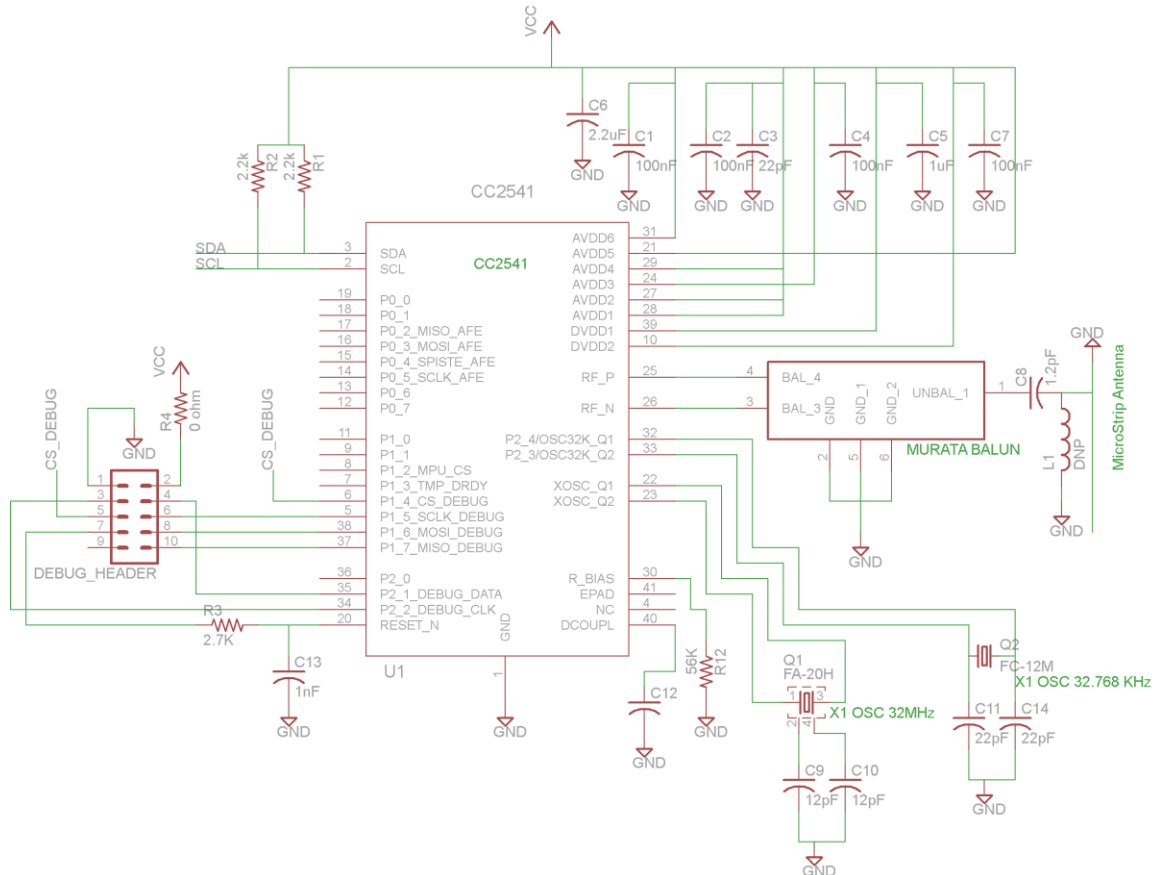 VCC
C6
2.2uF
GND
C1
100nF
GND
C2
100nF
GND
C3
22pF
GND
C4
100nF
GND
C5
1uF
GND
C7
100nF
GND
2.2k
R2
2.2k
R1
CC2541
CC2541
SDA
SCL
3 SDA
2 SCL
19 P0_0
18 P0_1
17 P0_2_MISO_AFE
16 P0_3_MOSI_AFE
15 P0_4_SPISTE_AFE
14 P0_5_SCLK_AFE
13 P0_6
12 P0_7
11 P1_0
9 P1_1
8 P1_2_MPU_CS
7 P1_3_TMP_DRDY
6 P1_4_CS_DEBUG
5 P1_5_SCLK_DEBUG
38 P1_6_MOSI_DEBUG
37 P1_7_MISO_DEBUG
36 P2_0
35 P2_1_DEBUG_DATA
34 P2_2_DEBUG_CLK
20 RESET_N
GND
1
GND
U1
AVDD6 31
AVDD5 21
AVDD4 29
AVDD3 24
AVDD2 27
AVDD1 28
DVDD1 39
DVDD2 10
RF_P 25
RF_N 26
P2_4/OSC32K_Q1 32
P2_3/OSC32K_Q2 33
XOSC_Q1 22
XOSC_Q2 23
R_BIAS 30
EPAD 41
NC 4
DCOUPL 40
VCC
R4
0 ohm
GND
CS_DEBUG
CS_DEBUG
1 2
3 4
5 6
7 8
9 10
DEBUG_HEADER
R3
2.7K
C13
1nF
GND
4 BAL_4
3 BAL_3
GND
GND_1
GND_2
UNBAL_1 1
2 5 6
MURATA BALUN
GND
C8
1.2pF
GND
L1
DNP
GND
MicroStrip Antenna
C12
GND
56K
R12
GND
Q1
FA-20H
1 3
2 4
X1 OSC 32MHz
C9
12pF
C10
12pF
GND
Q2
FC-12M
X1 OSC 32.768 KHz
C11
22pF
C14
22pF
GND